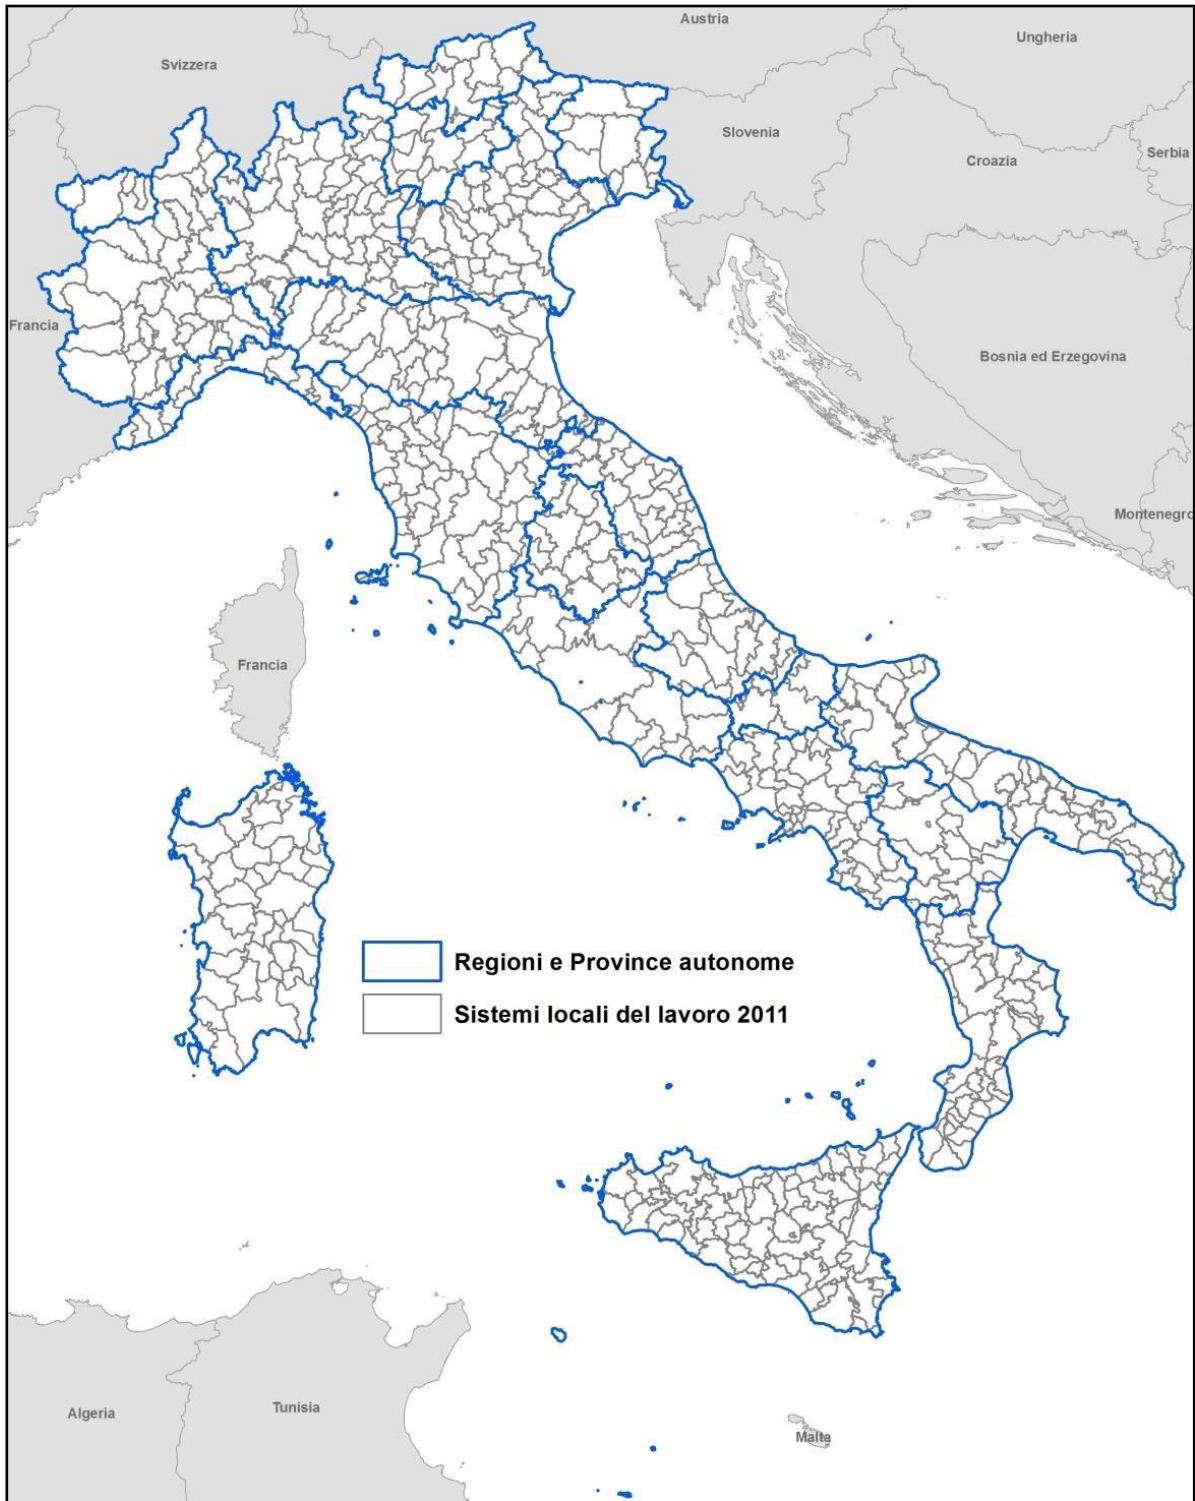 Austria
Ungheria
Svizzera
Slovenia
Croazia
Serbia
Francia
Bosnia ed Erzegovina
Montenegro
Francia
Regioni e Province autonome
Sistemi locali del lavoro 2011
Algeria
Tunisia
Malta